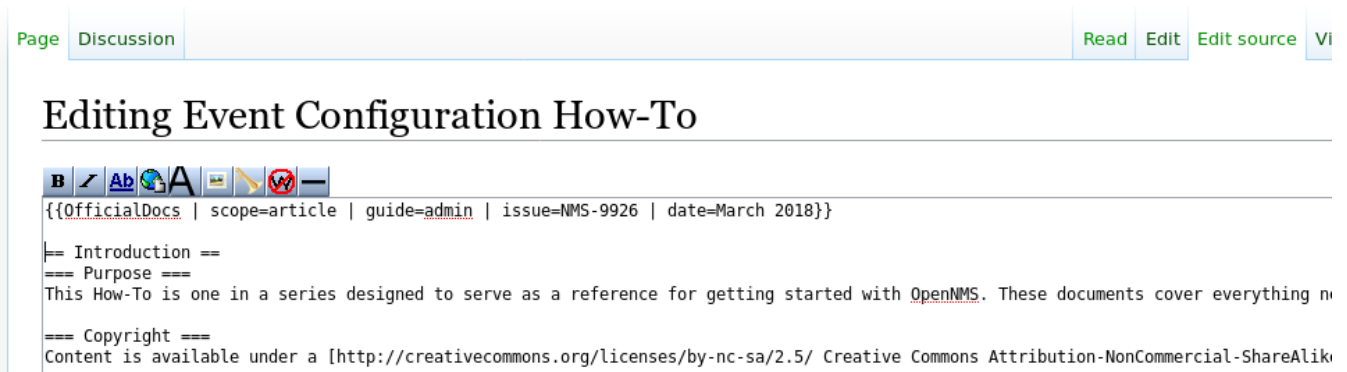 Page Discussion Read Edit Edit source
Editing Event Configuration How-To
B I Ab A W
{{OfficialDocs | scope=article | guide=admin | issue=NMS-9926 | date=March 2018}}
== Introduction ==
=== Purpose ===
This How-To is one in a series designed to serve as a reference for getting started with OpenNMS. These documents cover everything
=== Copyright ===
Content is available under a [http://creativecommons.org/licenses/by-nc-sa/2.5/ Creative Commons